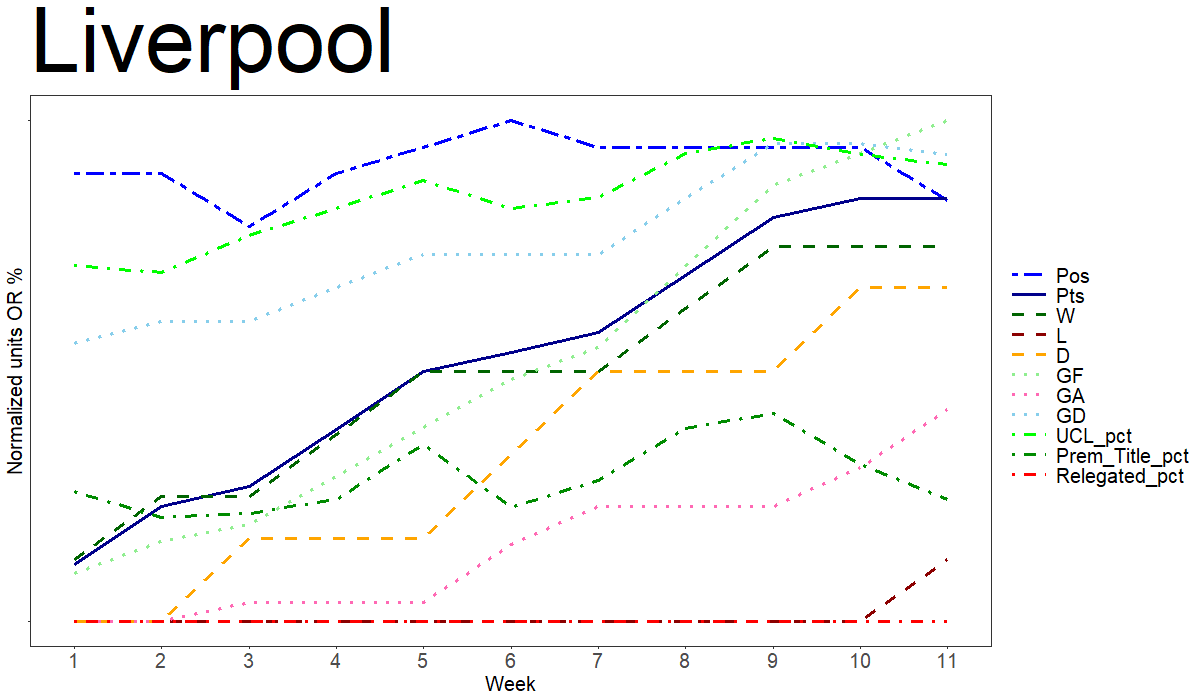 Liverpool
Normalized units OR %
Pos
Pts
W
L
D
GF
GA
GD
UCL_pct
Prem_Title_pct
Relegated_pct
1 2 3 4 5 6 7 8 9 10 11
Week